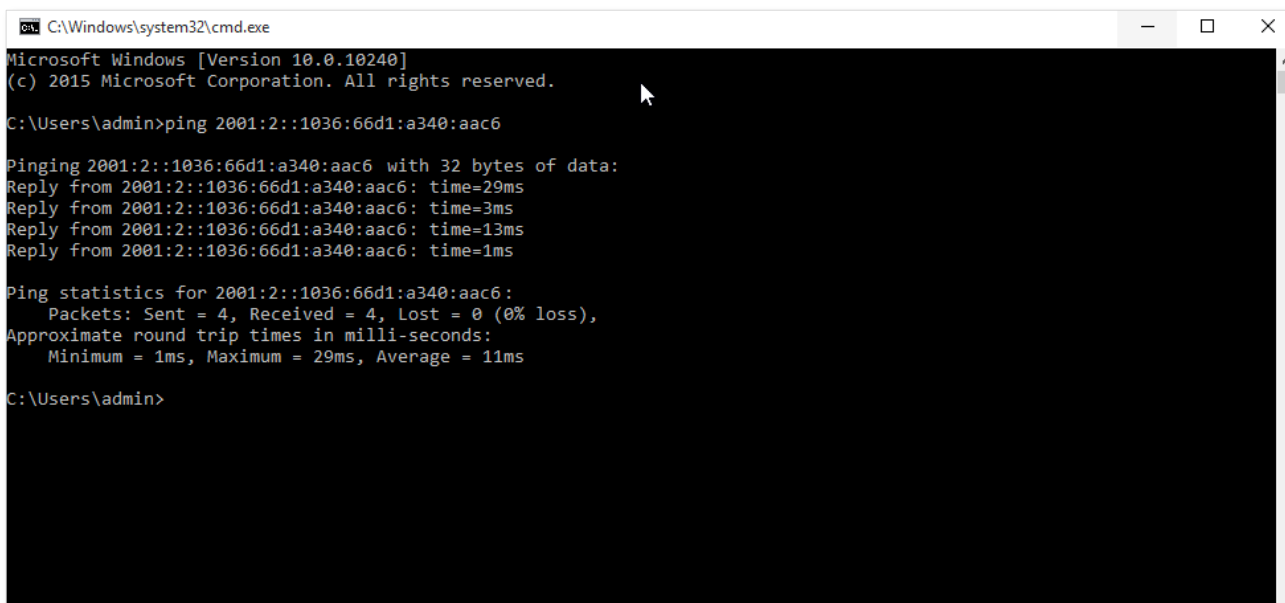 C:\Windows\system32\cmd.exe
Microsoft Windows [Version 10.0.10240]
(c) 2015 Microsoft Corporation. All rights reserved.
C:\Users\admin>ping 2001:2::1036:66d1:a340:aac6
Pinging 2001:2::1036:66d1:a340:aac6 with 32 bytes of data:
Reply from 2001:2::1036:66d1:a340:aac6: time=29ms
Reply from 2001:2::1036:66d1:a340:aac6: time=3ms
Reply from 2001:2::1036:66d1:a340:aac6: time=13ms
Reply from 2001:2::1036:66d1:a340:aac6: time=1ms
Ping statistics for 2001:2::1036:66d1:a340:aac6:
    Packets: Sent = 4, Received = 4, Lost = 0 (0% loss),
Approximate round trip times in milli-seconds:
    Minimum = 1ms, Maximum = 29ms, Average = 11ms
C:\Users\admin>